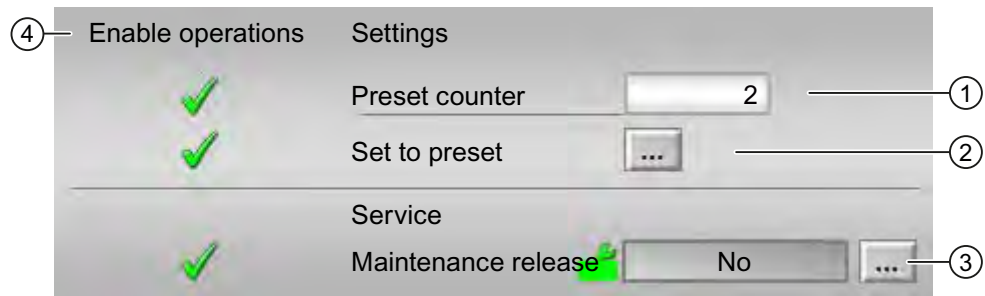 ④ Enable operations Settings
Preset counter 2 ①
Set to preset ... ②
Service
Maintenance release No ... ③